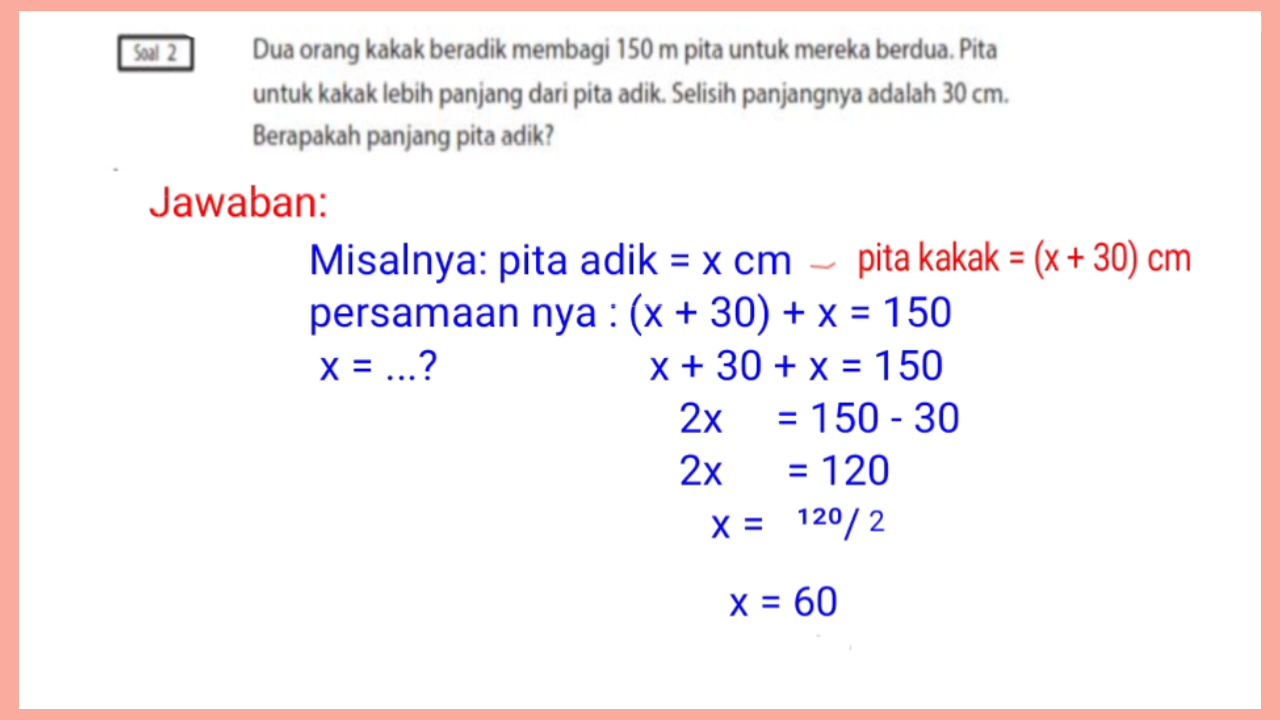 Soal 2
Dua orang kakak beradik membagi 150 m pita untuk mereka berdua. Pita
untuk kakak lebih panjang dari pita adik. Selisih panjangnya adalah 30 cm.
Berapakah panjang pita adik?
Jawaban:
Misalnya: pita adik = x cm – pita kakak = (x + 30) cm
persamaan nya : (x + 30) + x = 150
x = ...? x + 30 + x = 150
2x = 150 - 30
2x = 120
x = ¹²⁰/ 2
x = 60